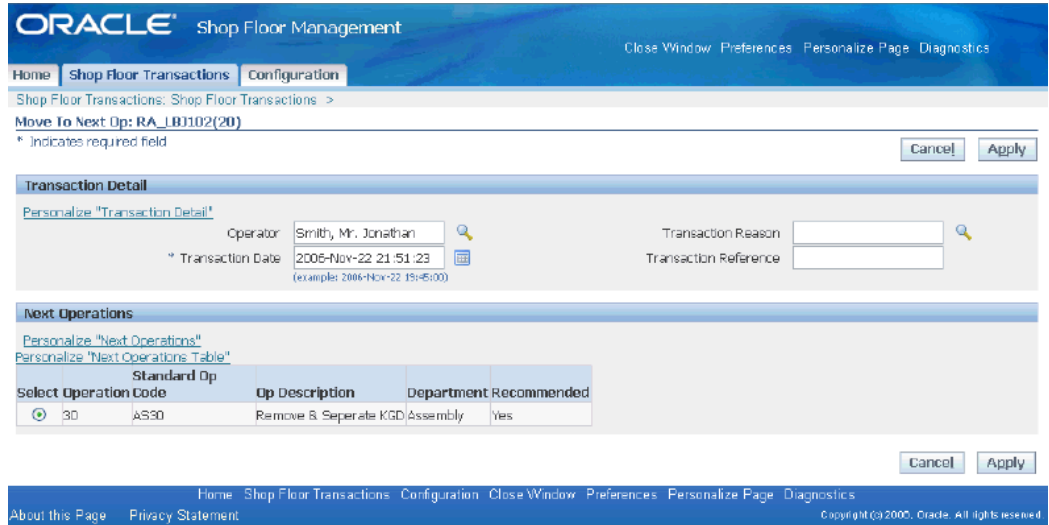 ORACLE® Shop Floor Management
Close Window Preferences Personalize Page Diagnostics
Home Shop Floor Transactions Configuration
Shop Floor Transactions: Shop Floor Transactions >
Move To Next Op: RA_LBJ102(20)
* Indicates required field
Cancel Apply
Transaction Detail
Personalize "Transaction Detail"
Operator Smith, Mr. Jonathan Transaction Reason
* Transaction Date 2006-Nov-22 21:51:23 Transaction Reference
(example: 2006-Nov-22 19:45:00)
Next Operations
Personalize "Next Operations"
Personalize "Next Operations Table"
Select Operation Standard Op Code Op Description Department Recommended
30 AS30 Remove & Seperate KGD Assembly Yes
Cancel Apply
Home Shop Floor Transactions Configuration Close Window Preferences Personalize Page Diagnostics
About this Page Privacy Statement Copyright (c) 2005, Oracle. All rights reserved.